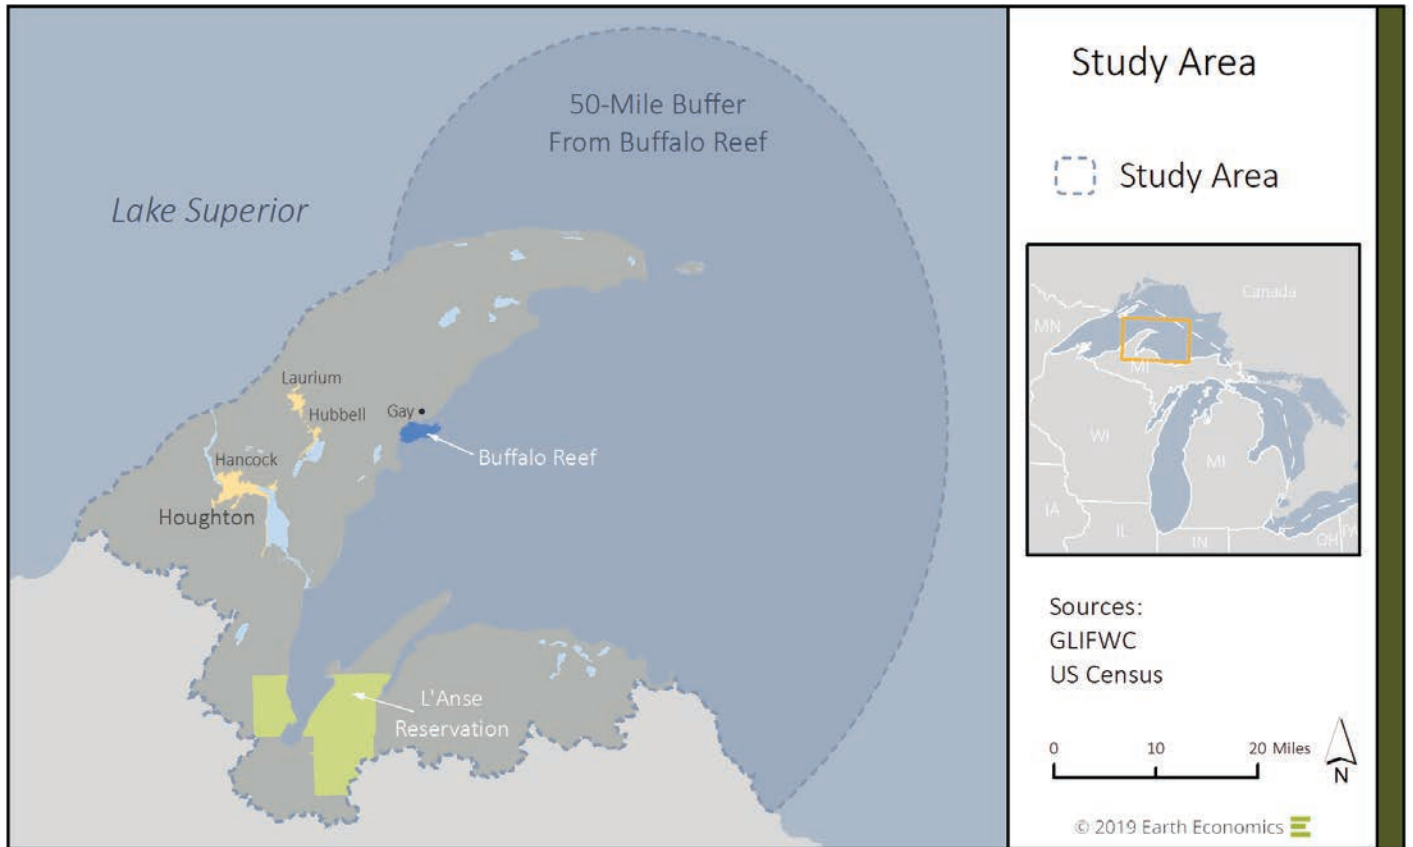 50-Mile Buffer
From Buffalo Reef
Lake Superior
Laurium
Hubbell
Gay
Buffalo Reef
Hancock
Houghton
L'Anse
Reservation
Study Area
Study Area
Canada
MN
MI
WI
MI
IA
IL
IN
OH
PA
Sources:
GLIFWC
US Census
0 10 20 Miles
N
© 2019 Earth Economics